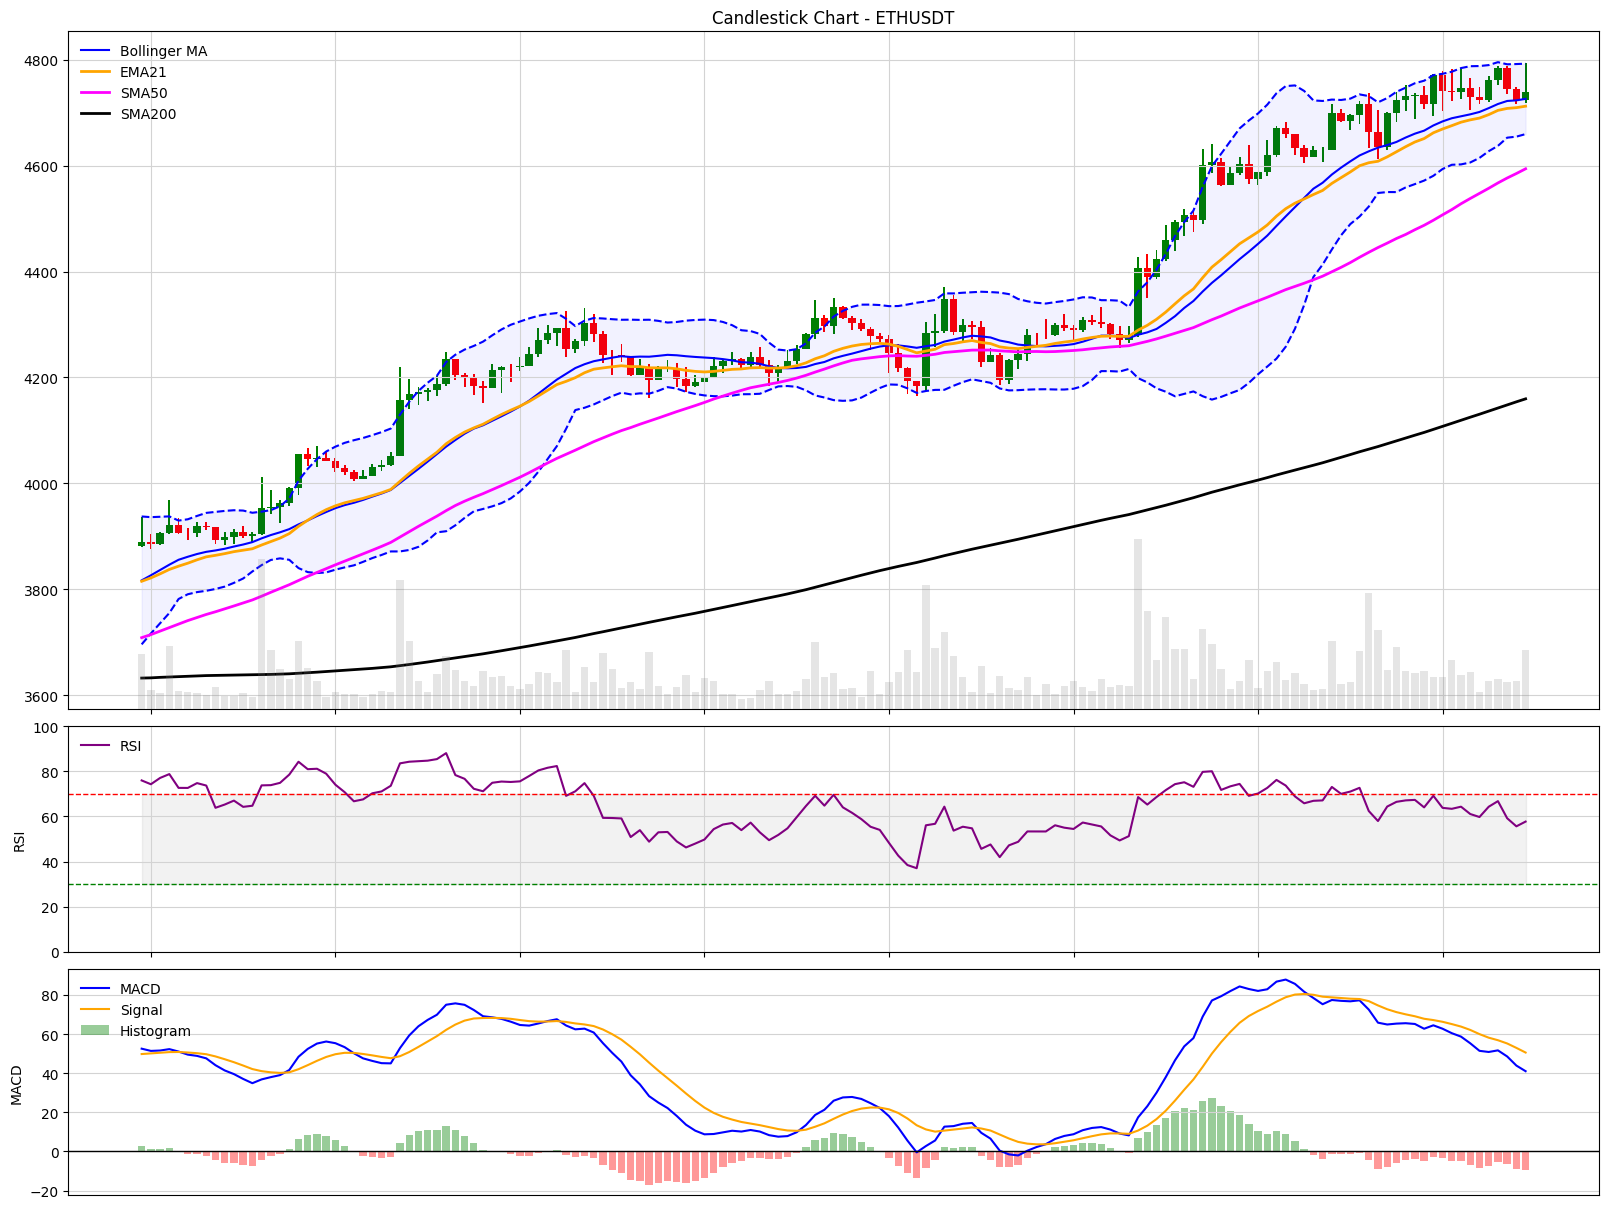 Candlestick Chart - ETHUSDT
Bollinger MA
EMA21
SMA50
SMA200
4800
4600
4400
4200
4000
3800
3600
RSI
100
80
60
40
20
0
RSI
MACD
Signal
Histogram
80
60
40
20
0
−20
MACD